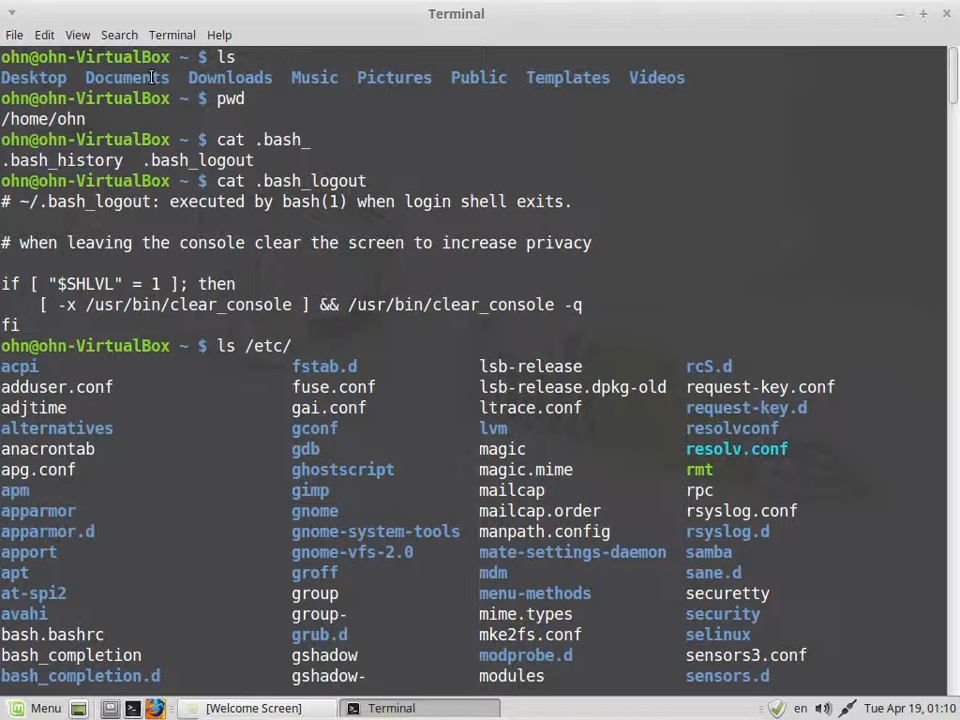 Terminal
File Edit View Search Terminal Help
ohn@ohn-VirtualBox ~ $ ls
Desktop Documents Downloads Music Pictures Public Templates Videos
ohn@ohn-VirtualBox ~ $ pwd
/home/ohn
ohn@ohn-VirtualBox ~ $ cat .bash_
.bash_history .bash_logout
ohn@ohn-VirtualBox ~ $ cat .bash_logout
# ~/.bash_logout: executed by bash(1) when login shell exits.
# when leaving the console clear the screen to increase privacy
if [ "$SHLVL" = 1 ]; then
[ -x /usr/bin/clear_console ] && /usr/bin/clear_console -q
fi
ohn@ohn-VirtualBox ~ $ ls /etc/
acpi fstab.d lsb-release rcS.d
adduser.conf fuse.conf lsb-release.dpkg-old request-key.conf
adjtime gai.conf ltrace.conf request-key.d
alternatives gconf lvm resolvconf
anacrontab gdb magic resolv.conf
apg.conf ghostscript magic.mime rmt
apm gimp mailcap rpc
apparmor gnome mailcap.order rsyslog.conf
apparmor.d gnome-system-tools manpath.config rsyslog.d
apport gnome-vfs-2.0 mate-settings-daemon samba
apt groff mdm sane.d
at-spi2 group menu-methods securetty
avahi group- mime.types security
bash.bashrc grub.d mke2fs.conf selinux
bash_completion gshadow modprobe.d sensors3.conf
bash_completion.d gshadow- modules sensors.d
Menu [Welcome Screen] Terminal en Tue Apr 19, 01:10